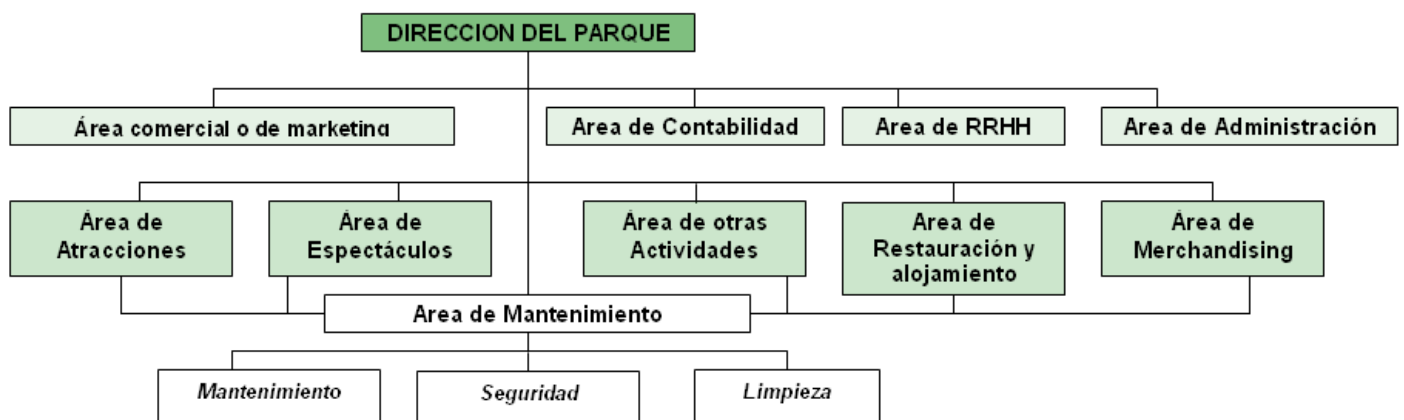 DIRECCION DEL PARQUE
Área comercial o de marketing
Area de Contabilidad
Area de RRHH
Area de Administración
Área de
Atracciones
Área de
Espectáculos
Área de otras
Actividades
Area de
Restauración y
alojamiento
Área de
Merchandising
Area de Mantenimiento
Mantenimiento
Seguridad
Limpieza